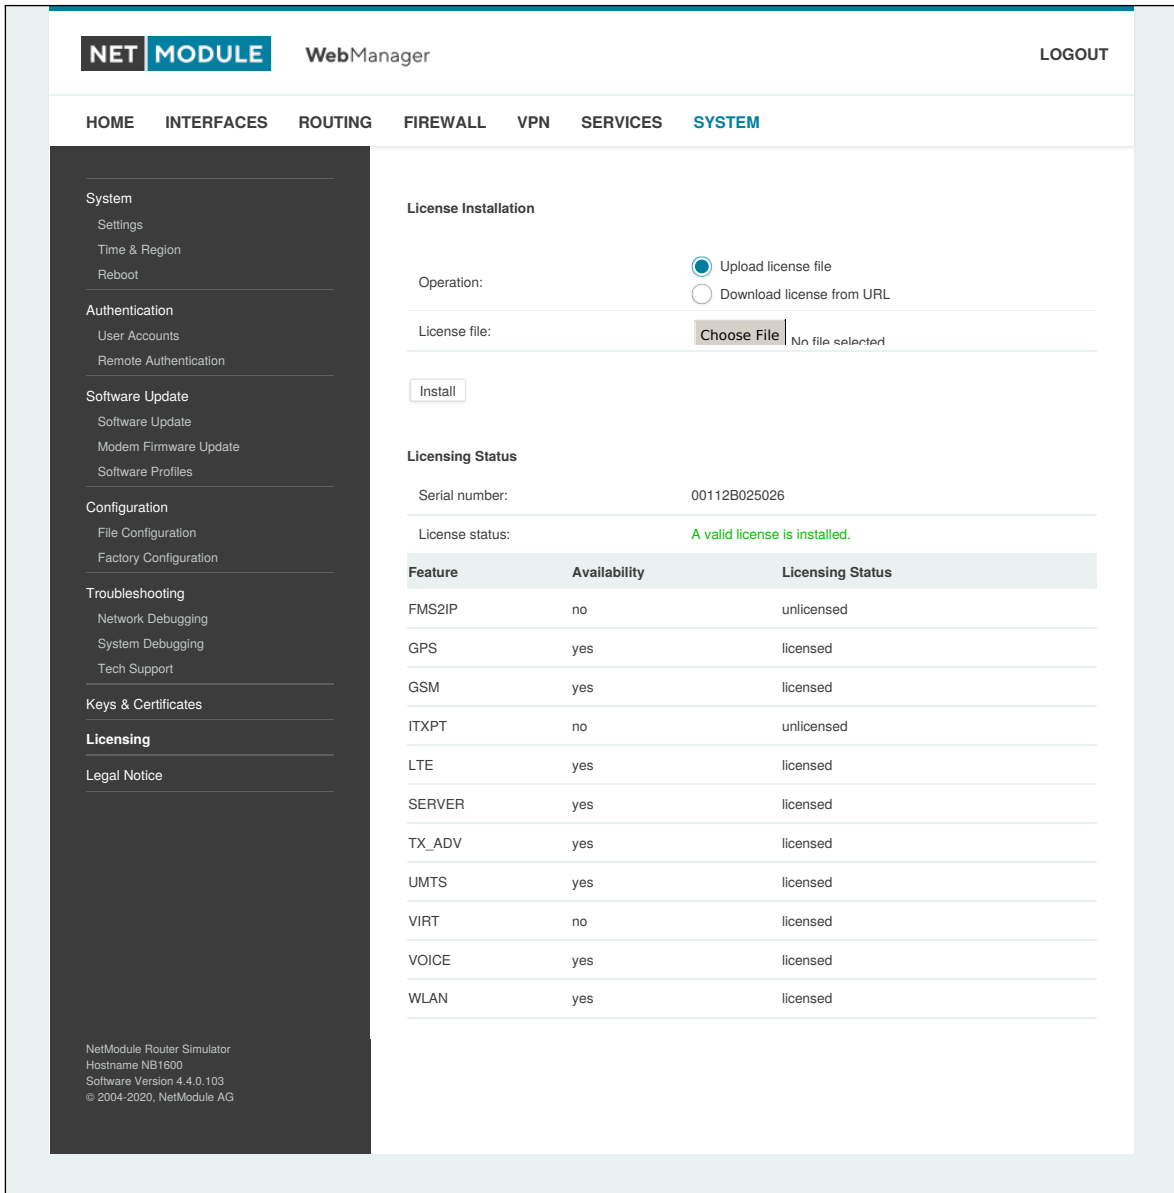 NET MODULE WebManager LOGOUT
HOME INTERFACES ROUTING FIREWALL VPN SERVICES SYSTEM
System
Settings
Time & Region
Reboot
Authentication
User Accounts
Remote Authentication
Software Update
Software Update
Modem Firmware Update
Software Profiles
Configuration
File Configuration
Factory Configuration
Troubleshooting
Network Debugging
System Debugging
Tech Support
Keys & Certificates
Licensing
Legal Notice
NetModule Router Simulator
Hostname NB1600
Software Version 4.4.0.103
© 2004-2020, NetModule AG
License Installation
Operation:
Upload license file
Download license from URL
License file: Choose File No file selected
Install
Licensing Status
Serial number: 00112B025026
License status: A valid license is installed.
Feature Availability Licensing Status
FMS2IP no unlicensed
GPS yes licensed
GSM yes licensed
ITXPT no unlicensed
LTE yes licensed
SERVER yes licensed
TX_ADV yes licensed
UMTS yes licensed
VIRT no licensed
VOICE yes licensed
WLAN yes licensed